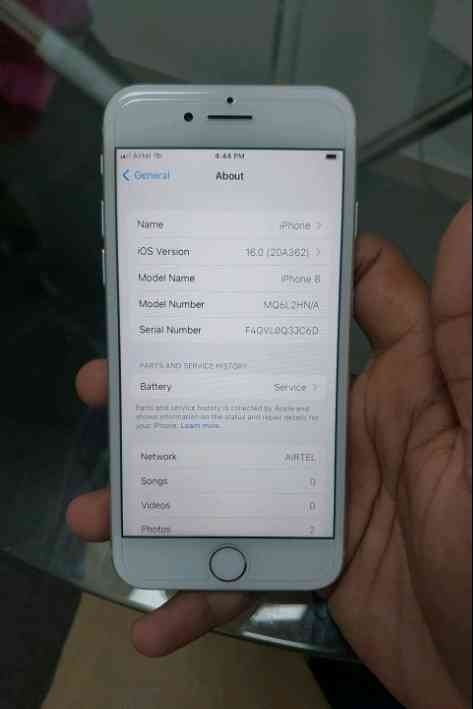 Airtel
4:44 PM
General
About
Name
iPhone
iOS Version
16.0 (20A362)
Model Name
iPhone 8
Model Number
MQ6L2HN/A
Serial Number
PARTS AND SERVICE HISTORY
Battery
Service
Parts and service history is collected by Apple and
shows information on the status and repair details for
your iPhone. Learn more.
Network
AIRTEL
Songs
0
Videos
0
Photos
2